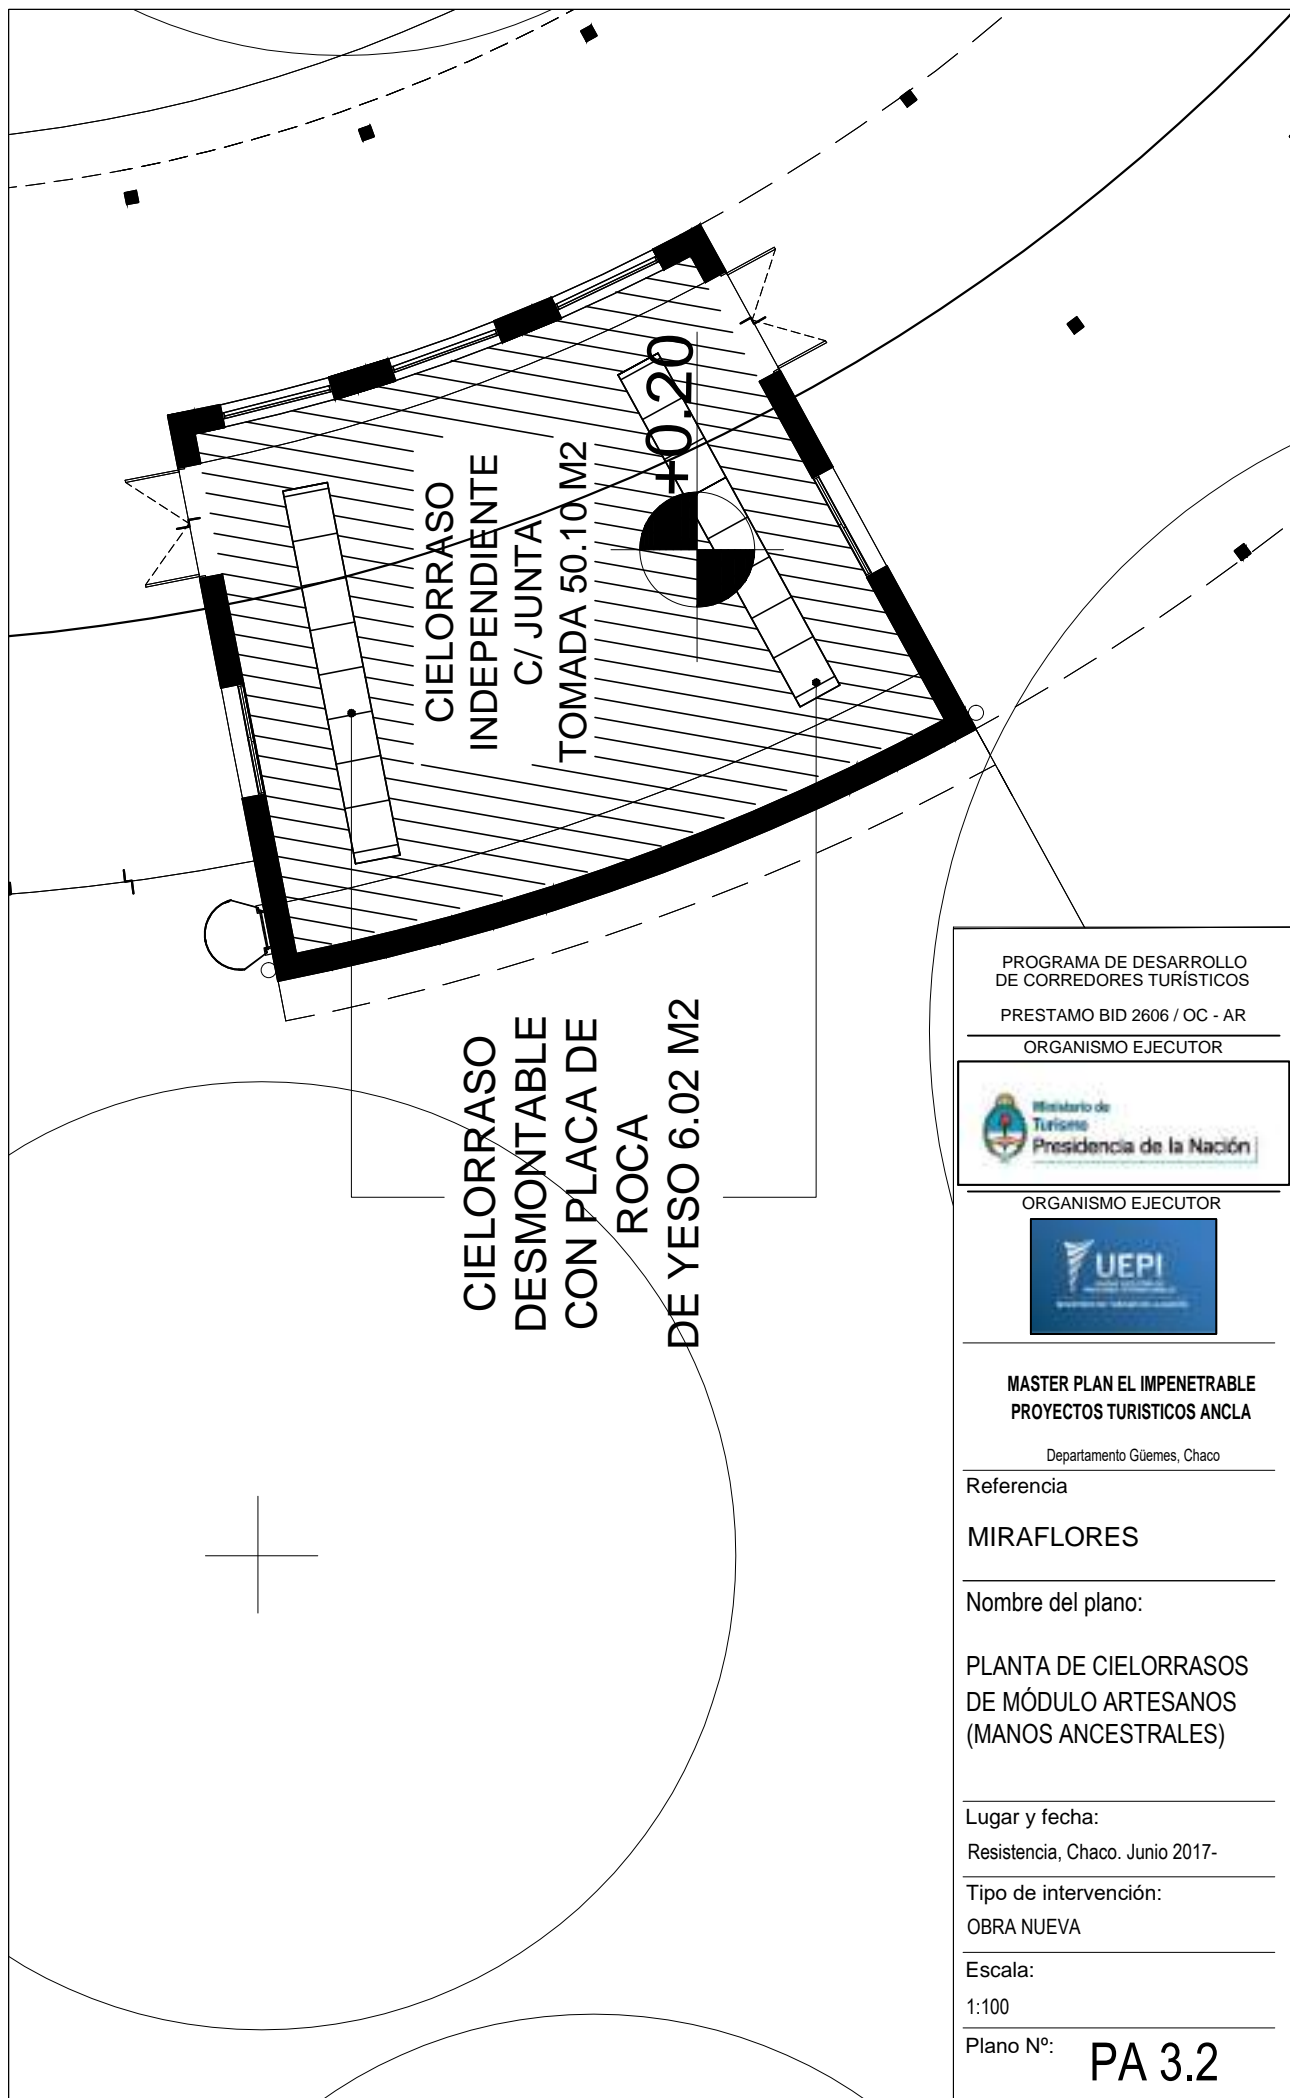 +0.20
CIELORRASO
INDEPENDIENTE
C/ JUNTA
TOMADA 50.10 M2
CIELORRASO
DESMONTABLE
CON PLACA DE
ROCA
DE YESO 6.02 M2
PROGRAMA DE DESARROLLO
DE CORREDORES TURÍSTICOS
PRESTAMO BID 2606 / OC - AR
ORGANISMO EJECUTOR
Ministerio de
Turismo
Presidencia de la Nación
ORGANISMO EJECUTOR
UEPI
MASTER PLAN EL IMPENETRABLE
PROYECTOS TURISTICOS ANCLA
Departamento Güemes, Chaco
Referencia
MIRAFLORES
Nombre del plano:
PLANTA DE CIELORRASOS
DE MÓDULO ARTESANOS
(MANOS ANCESTRALES)
Lugar y fecha:
Resistencia, Chaco. Junio 2017-
Tipo de intervención:
OBRA NUEVA
Escala:
1:100
Plano Nº: PA 3.2